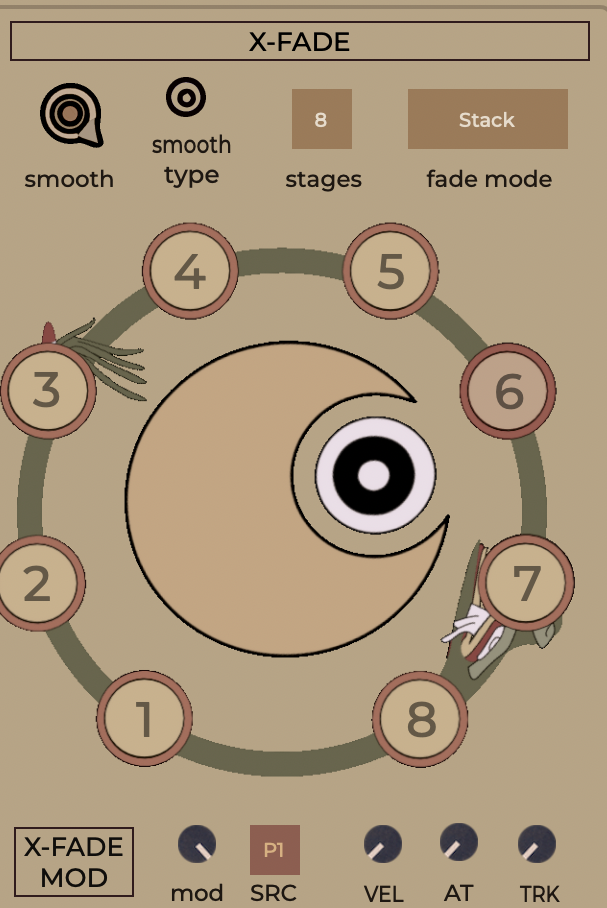 X-FADE
8
Stack
smooth
smooth
type
stages
fade mode
4
5
3
6
2
7
1
8
X-FADE
MOD
P1
mod
SRC
VEL
AT
TRK